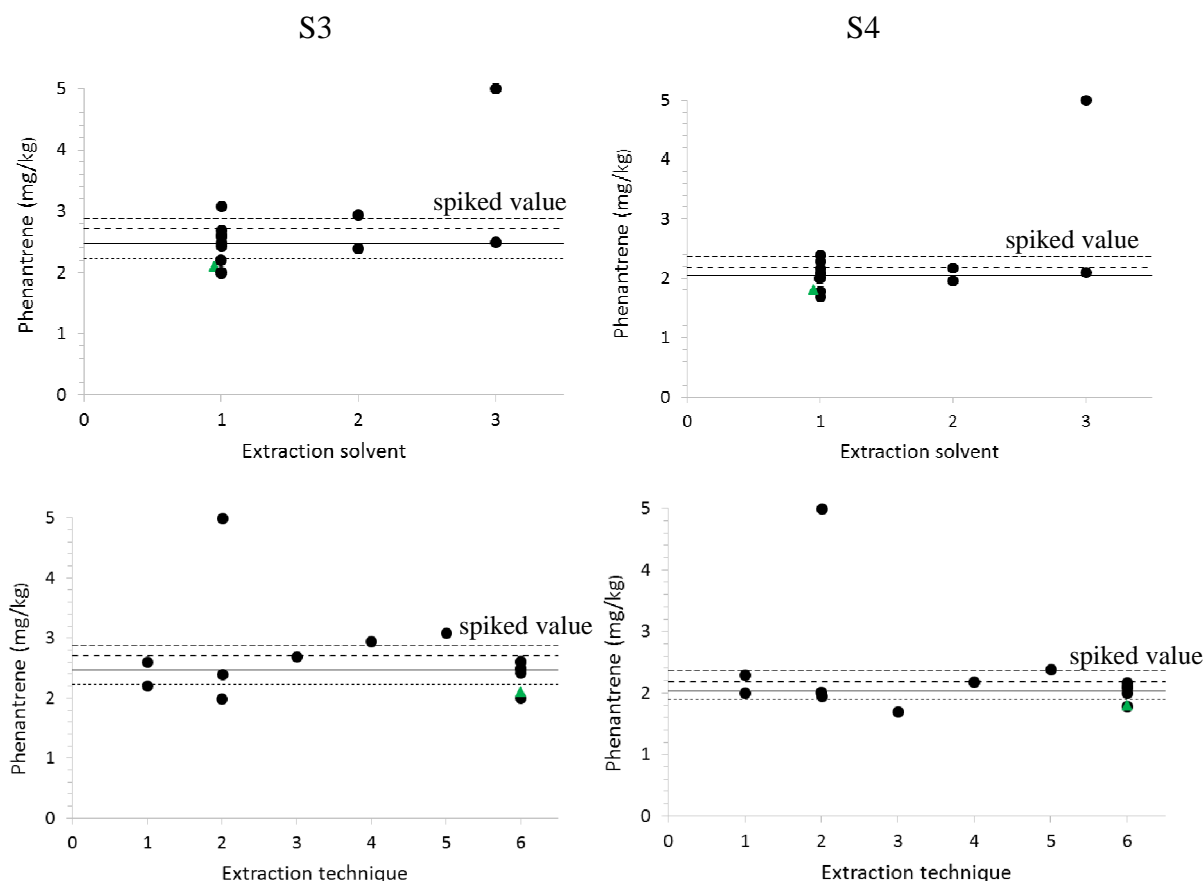 S3
S4
Phenantrene (mg/kg)
5
4
3
2
1
0
spiked value
0 1 2 3
Extraction solvent
Phenantrene (mg/kg)
5
4
3
2
1
0
spiked value
0 1 2 3
Extraction solvent
Phenantrene (mg/kg)
5
4
3
2
1
0
spiked value
0 1 2 3 4 5 6
Extraction technique
Phenantrene (mg/kg)
5
4
3
2
1
0
spiked value
0 1 2 3 4 5 6
Extraction technique